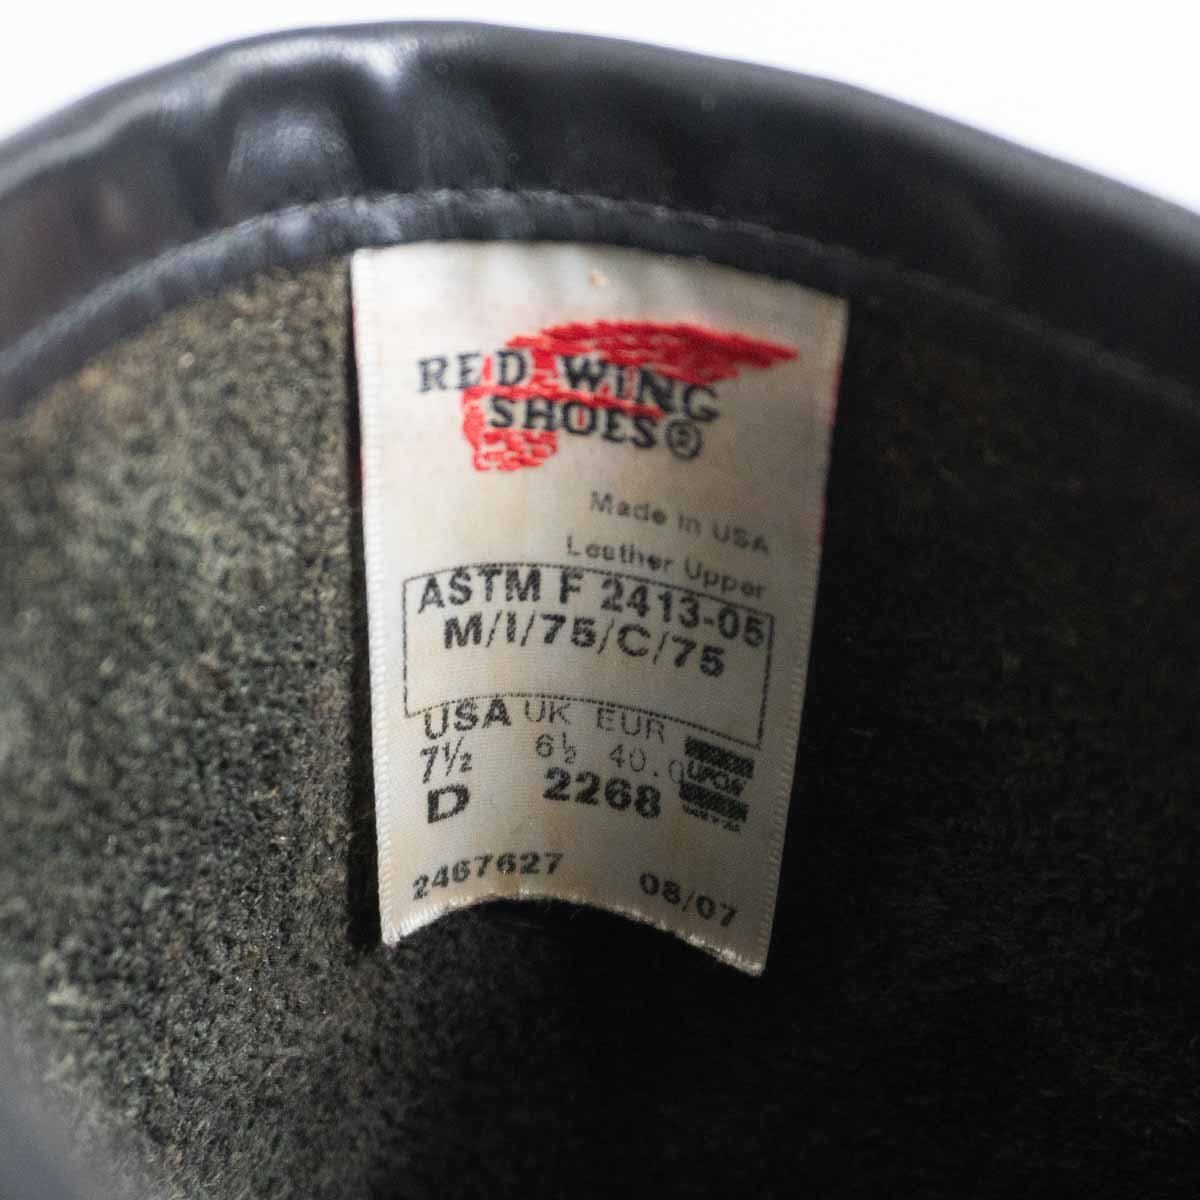 RED WING
SHOES®
Made in USA
Leather Upper
ASTM F 2413-05
M/I/75/C/75
USA UK EUR
7½ 6½ 40.0
D 2268
UFCW
2467627 08/07